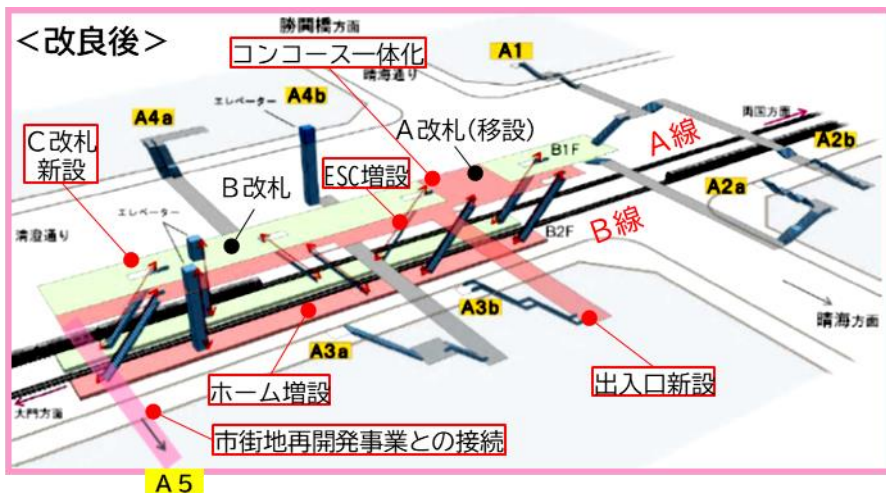 <改良後>
勝鬨橋方面
コンコース一体化
晴海通り
A1
A4a
エレベーター
A4b
A改札(移設)
B1F
A線
両国方面
A2b
C改札
新設
B改札
ESC増設
A2a
エレベーター
清澄通り
B線
B2F
A3b
晴海方面
A3a
大門方面
ホーム増設
出入口新設
市街地再開発事業との接続
A5